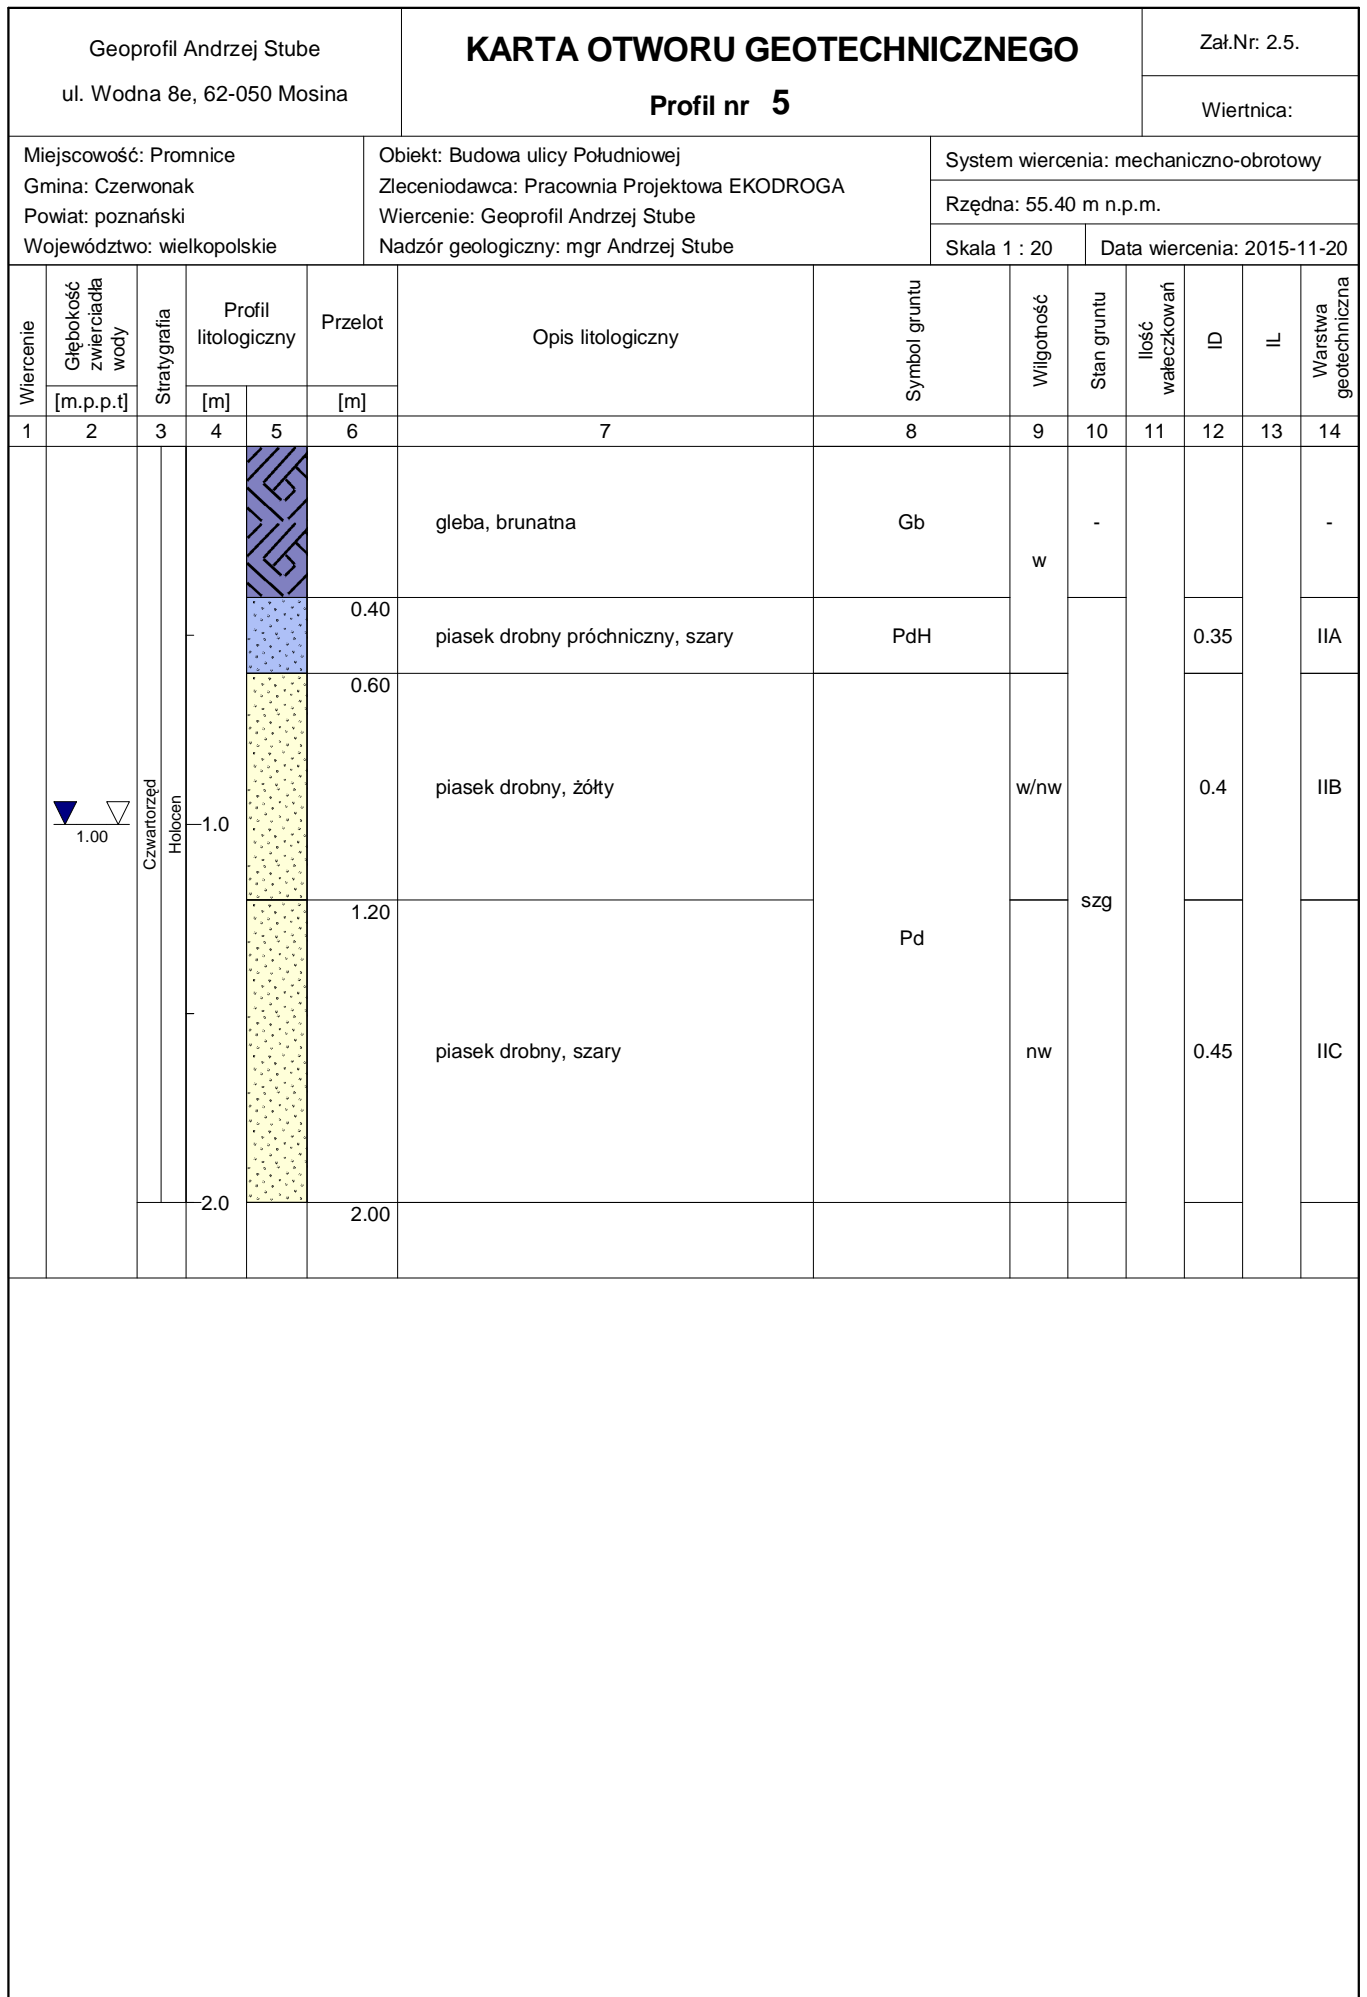 Geoprofil Andrzej Stube
ul. Wodna 8e, 62-050 Mosina
KARTA OTWORU GEOTECHNICZNEGO
Profil nr 5
Zał.Nr: 2.5.
Wiertnica:
Miejscowość: Promnice
Gmina: Czerwonak
Powiat: poznański
Województwo: wielkopolskie
Obiekt: Budowa ulicy Południowej
Zleceniodawca: Pracownia Projektowa EKODROGA
Wiercenie: Geoprofil Andrzej Stube
Nadzór geologiczny: mgr Andrzej Stube
System wiercenia: mechaniczno-obrotowy
Rzędna: 55.40 m n.p.m.
Skala 1 : 20
Data wiercenia: 2015-11-20
Wiercenie
Głębokość
zwierciadła
wody
[m.p.p.t]
Stratygrafia
Profil
litologiczny
[m]
Przelot
[m]
Opis litologiczny
Symbol gruntu
Wilgotność
Stan gruntu
Ilość
wałeczkowań
ID
IL
Warstwa
geotechniczna
1 2 3 4 5 6 7 8 9 10 11 12 13 14
gleba, brunatna Gb - -
w
0.40
piasek drobny próchniczny, szary PdH 0.35 IIA
0.60
piasek drobny, żółty w/nw 0.4 IIB
1.00
Czwartorzęd
Holocen
1.0
1.20
szg
Pd
piasek drobny, szary nw 0.45 IIC
2.0
2.00